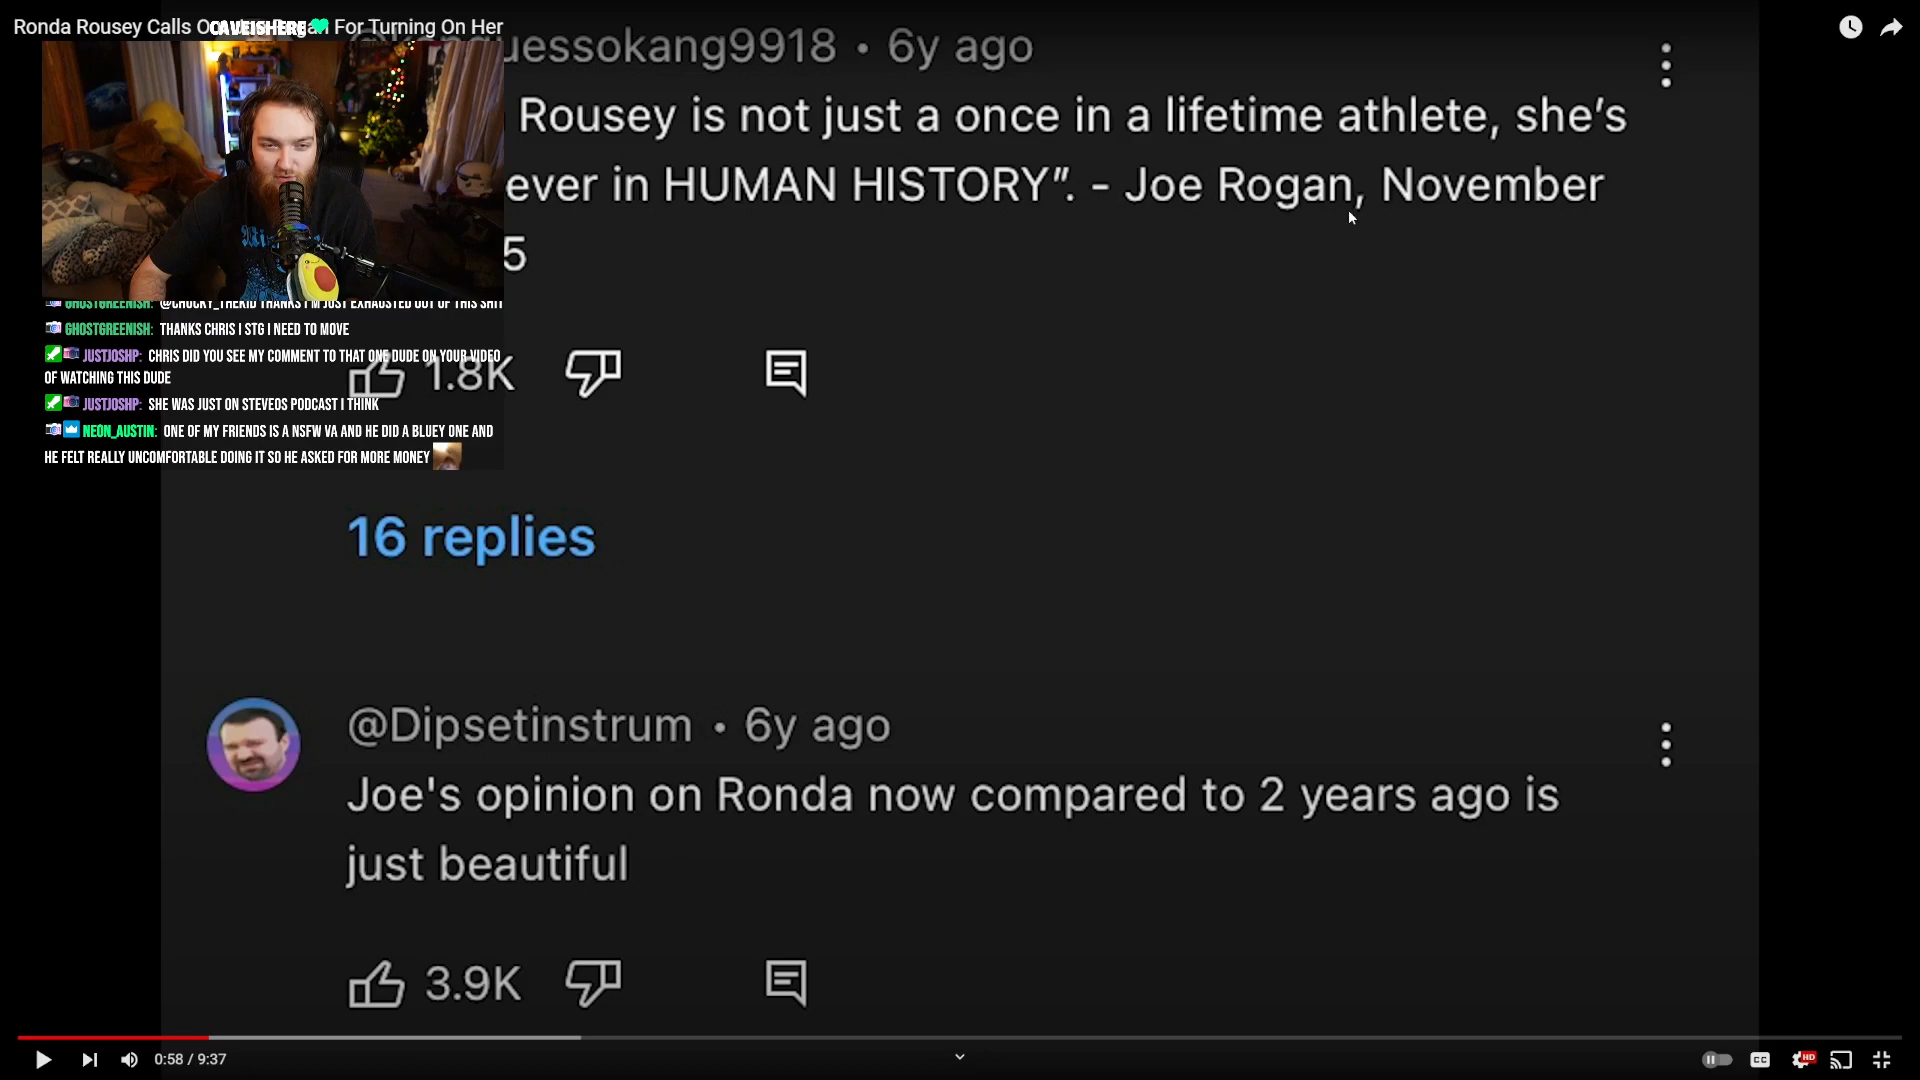 Ronda Rousey Calls O
CAVEISHERE
For Turning On Her
uessokang9918 • 6y ago
Rousey is not just a once in a lifetime athlete, she's
ever in HUMAN HISTORY”. - Joe Rogan, November
5
GHOSTGREENISH: @CHUCKY_THEKID THANKS I'M JUST EXHAUSTED OUT OF THIS SHIT
GHOSTGREENISH: THANKS CHRIS I STG I NEED TO MOVE
JUSTJOSHP: CHRIS DID YOU SEE MY COMMENT TO THAT ONE DUDE ON YOUR VIDEO
OF WATCHING THIS DUDE
1.8K
JUSTJOSHP: SHE WAS JUST ON STEVEOS PODCAST I THINK
NEON_AUSTIN: ONE OF MY FRIENDS IS A NSFW VA AND HE DID A BLUEY ONE AND
HE FELT REALLY UNCOMFORTABLE DOING IT SO HE ASKED FOR MORE MONEY
16 replies
@Dipsetinstrum • 6y ago
Joe's opinion on Ronda now compared to 2 years ago is
just beautiful
3.9K
0:58 / 9:37
CC
HD